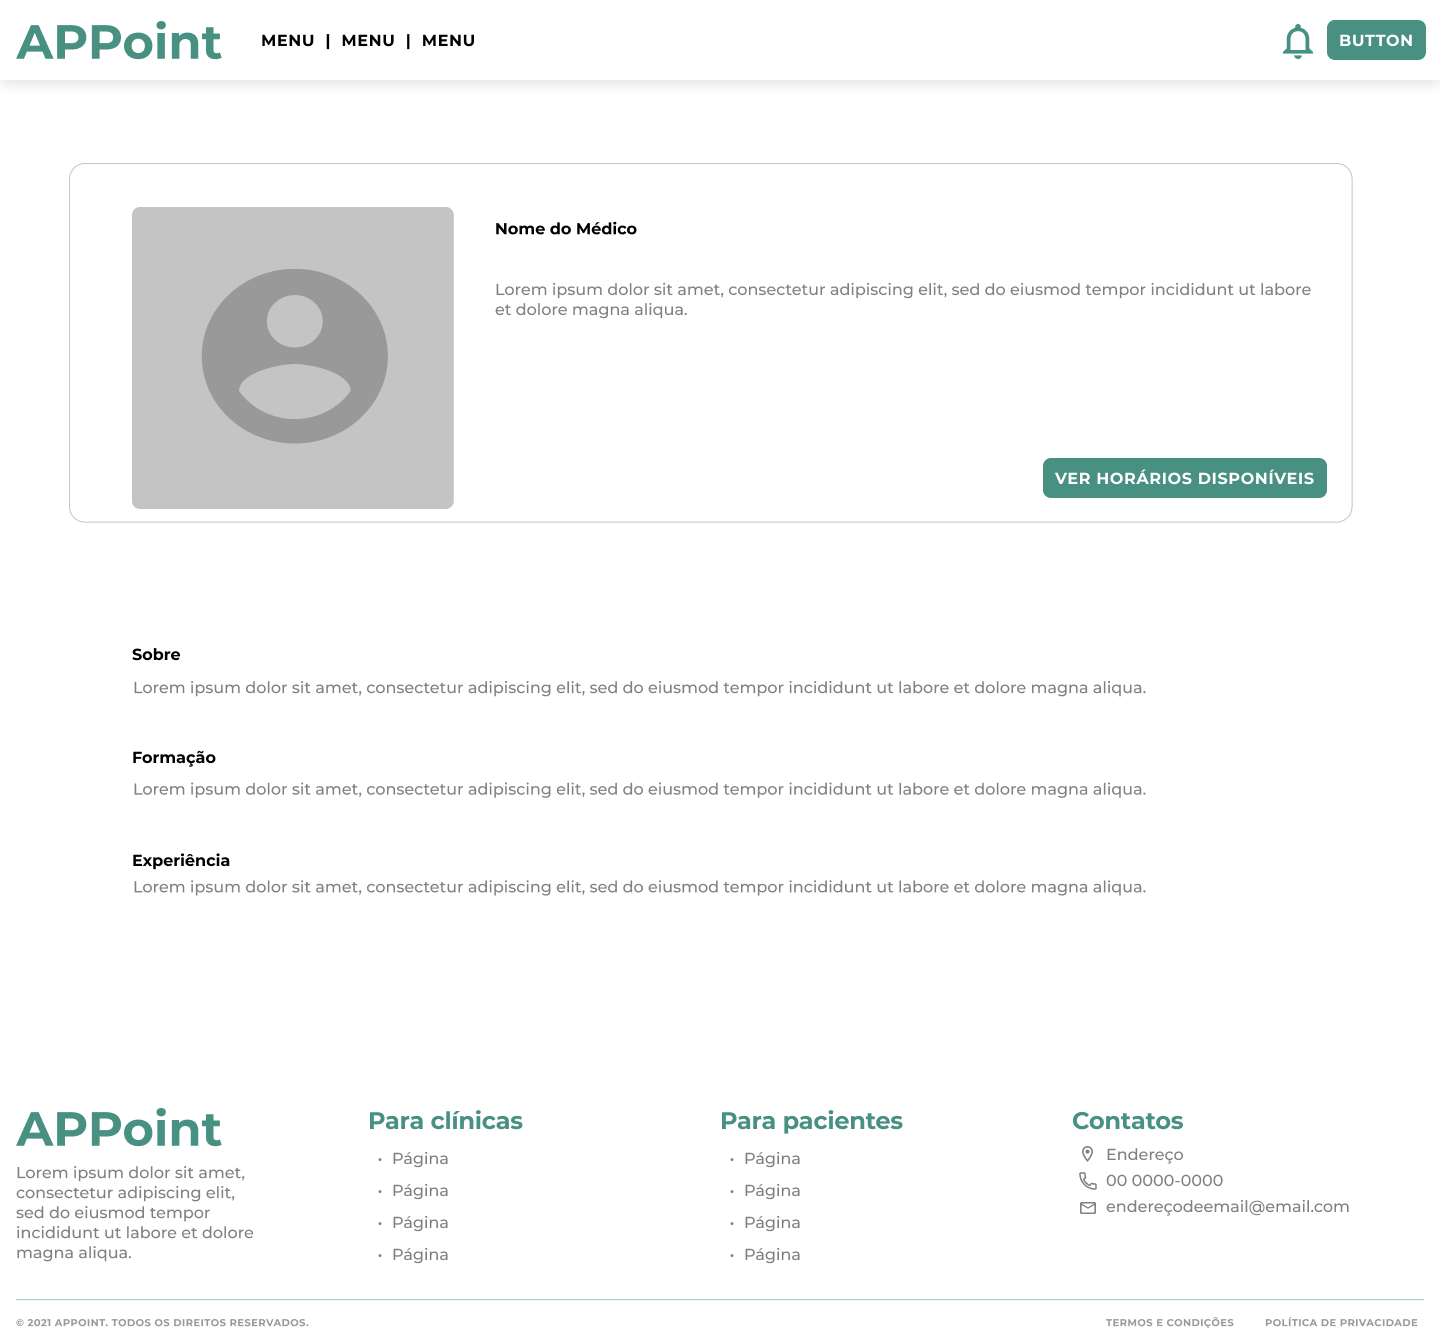 APPoint
MENU | MENU | MENU
BUTTON
Nome do Médico
Lorem ipsum dolor sit amet, consectetur adipiscing elit, sed do eiusmod tempor incididunt ut labore
et dolore magna aliqua.
VER HORÁRIOS DISPONÍVEIS
Sobre
Lorem ipsum dolor sit amet, consectetur adipiscing elit, sed do eiusmod tempor incididunt ut labore et dolore magna aliqua.
Formação
Lorem ipsum dolor sit amet, consectetur adipiscing elit, sed do eiusmod tempor incididunt ut labore et dolore magna aliqua.
Experiência
Lorem ipsum dolor sit amet, consectetur adipiscing elit, sed do eiusmod tempor incididunt ut labore et dolore magna aliqua.
APPoint
Lorem ipsum dolor sit amet,
consectetur adipiscing elit,
sed do eiusmod tempor
incididunt ut labore et dolore
magna aliqua.
Para clínicas
• Página
• Página
• Página
• Página
Para pacientes
• Página
• Página
• Página
• Página
Contatos
Endereço
00 0000-0000
endereçodeemail@email.com
© 2021 APPOINT. TODOS OS DIREITOS RESERVADOS.
TERMOS E CONDIÇÕES
POLÍTICA DE PRIVACIDADE